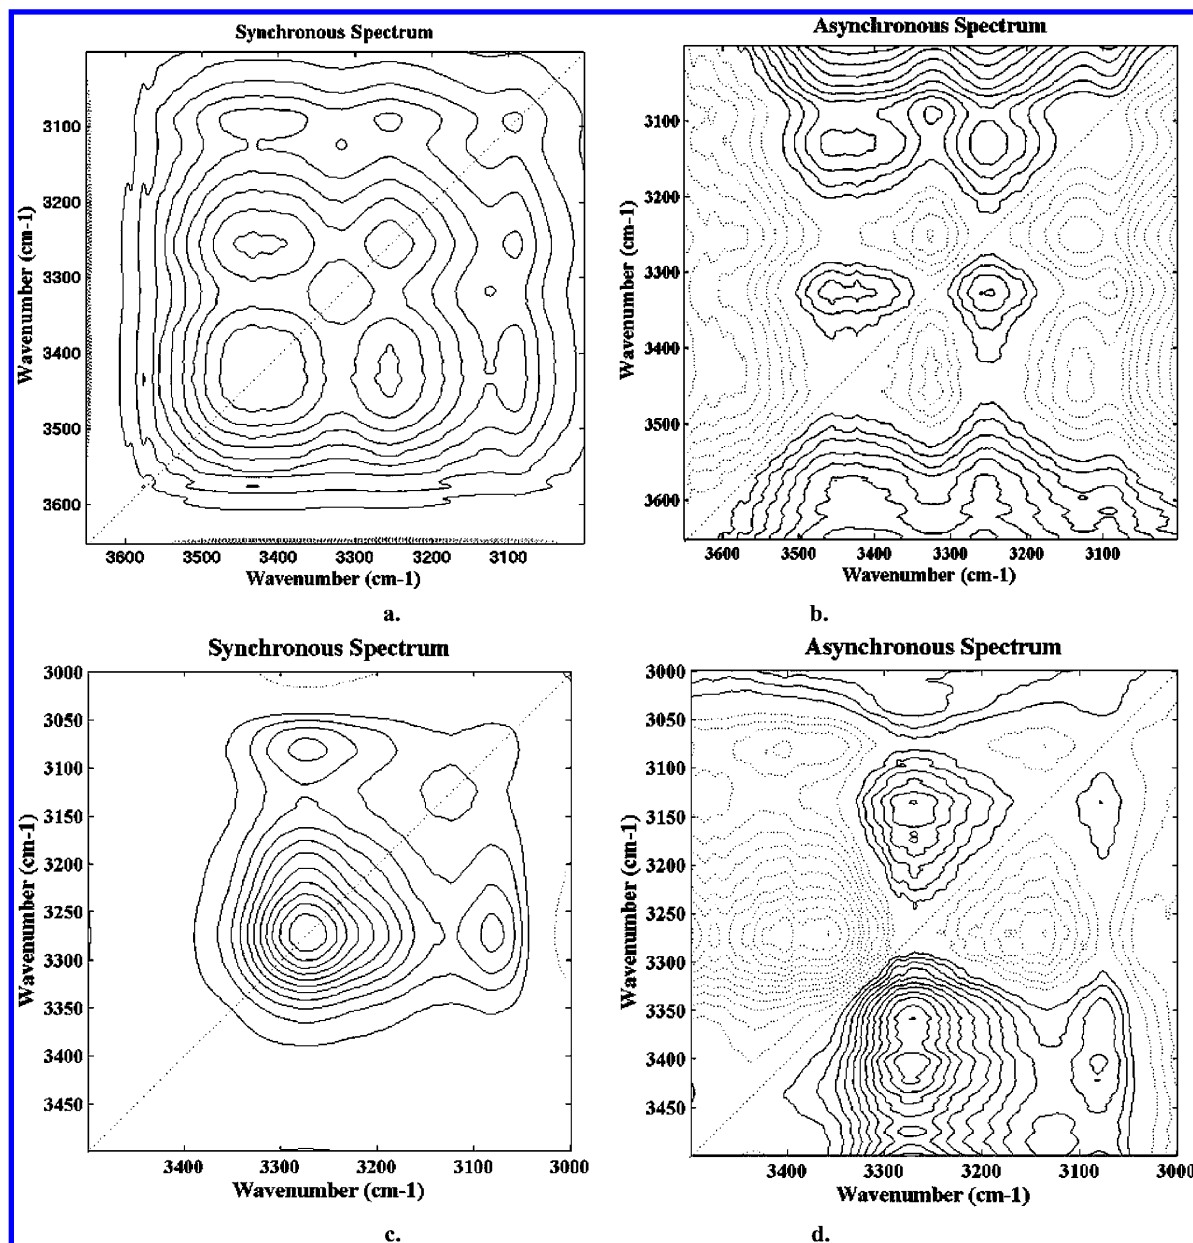 Synchronous Spectrum
3100
3200
3300
3400
3500
3600
Wavenumber (cm-1)
3600 3500 3400 3300 3200 3100
Wavenumber (cm-1)
a.
Asynchronous Spectrum
3100
3200
3300
3400
3500
3600
Wavenumber (cm-1)
3600 3500 3400 3300 3200 3100
Wavenumber (cm-1)
b.
Synchronous Spectrum
3000
3050
3100
3150
3200
3250
3300
3350
3400
3450
Wavenumber (cm-1)
3400 3300 3200 3100 3000
Wavenumber (cm-1)
c.
Asynchronous Spectrum
3000
3050
3100
3150
3200
3250
3300
3350
3400
3450
Wavenumber (cm-1)
3400 3300 3200 3100 3000
Wavenumber (cm-1)
d.